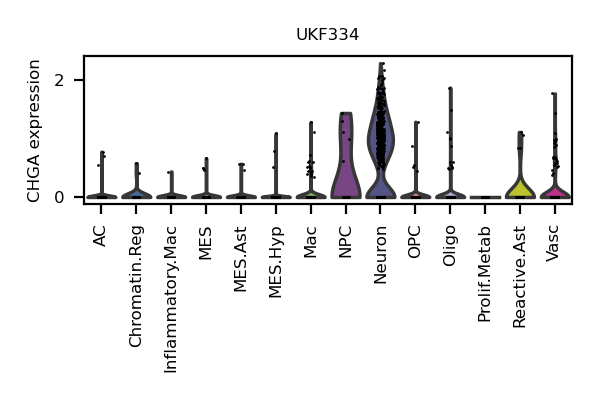 UKF334
CHGA expression
2
0
AC
Chromatin.Reg
Inflammatory.Mac
MES
MES.Ast
MES.Hyp
Mac
NPC
Neuron
OPC
Oligo
Prolif.Metab
Reactive.Ast
Vasc